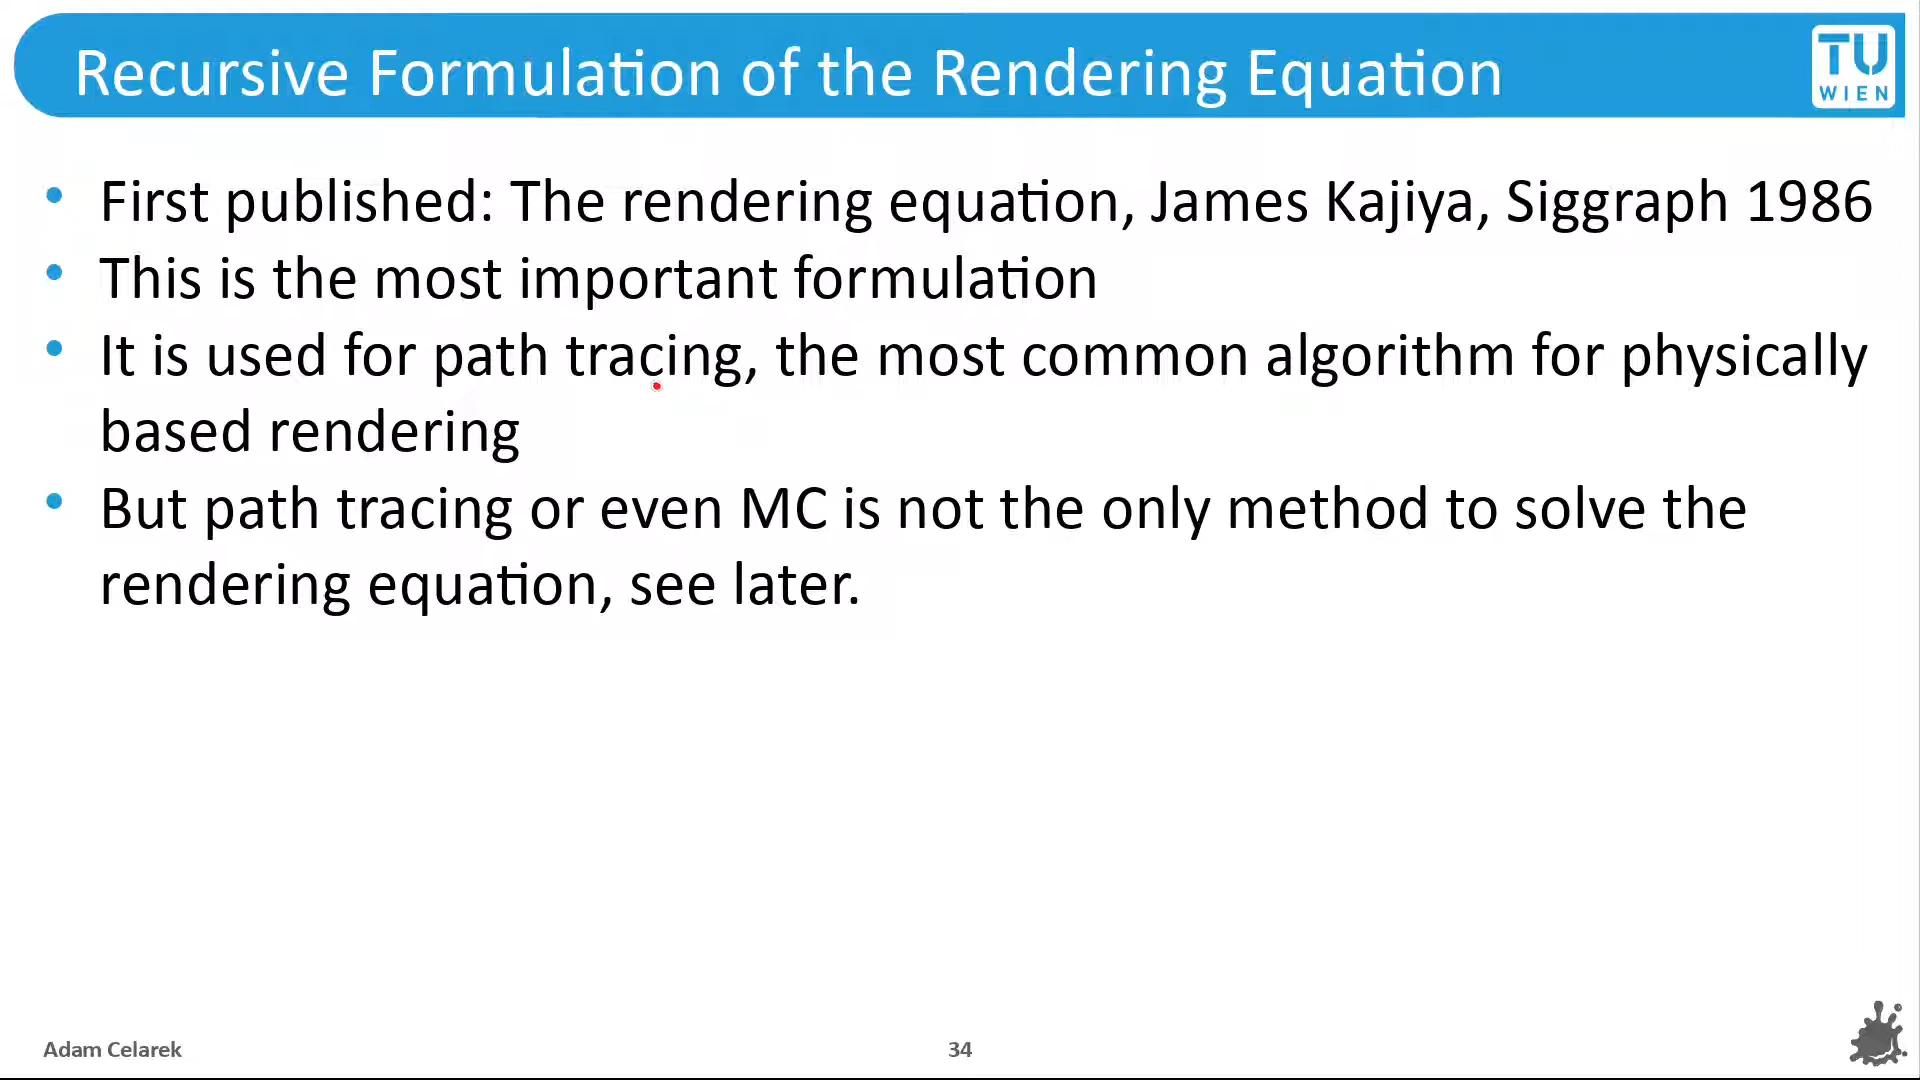 Recursive Formulation of the Rendering Equation
TU
WIEN
• First published: The rendering equation, James Kajiya, Siggraph 1986
• This is the most important formulation
• It is used for path tracing, the most common algorithm for physically
based rendering
• But path tracing or even MC is not the only method to solve the
rendering equation, see later.
Adam Celarek
34